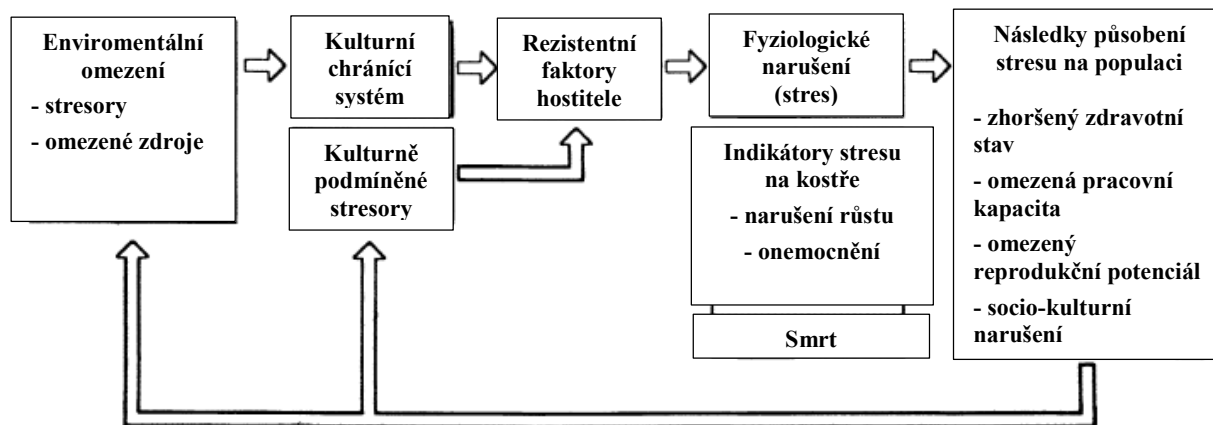 Enviromentální
omezení
- stresory
- omezené zdroje
Kulturní
chránící
systém
Kulturně
podmíněné
stresory
Rezistentní
faktory
hostitele
Fyziologické
narušení
(stres)
Indikátory stresu
na kostře
- narušení růstu
- onemocnění
Smrt
Následky působení
stresu na populaci
- zhoršený zdravotní
stav
- omezená pracovní
kapacita
- omezený
reprodukční potenciál
- socio-kulturní
narušení